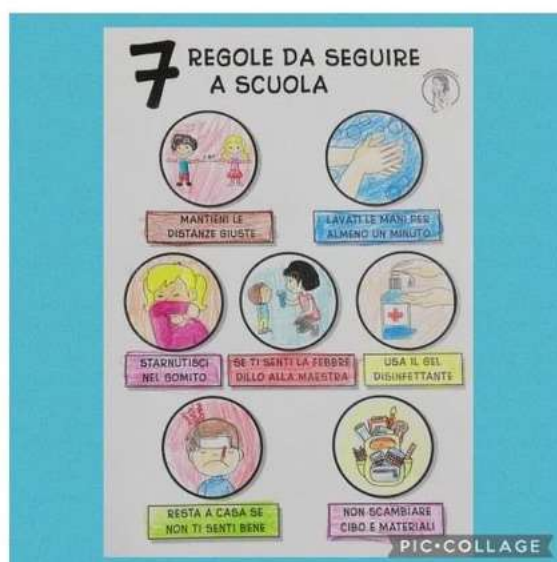 7 REGOLE DA SEGUIRE
A SCUOLA
MANTIENI LE
DISTANZE GIUSTE
LAVATI LE MANI PER
ALMENO UN MINUTO
STARNUTISCI
NEL GOMITO
SE TI SENTI LA FEBBRE
DILLO ALLA MAESTRA
USA IL GEL
DISINFETTANTE
RESTA A CASA SE
NON TI SENTI BENE
NON SCAMBIARE
CIBO E MATERIALI
PIC•COLLAGE